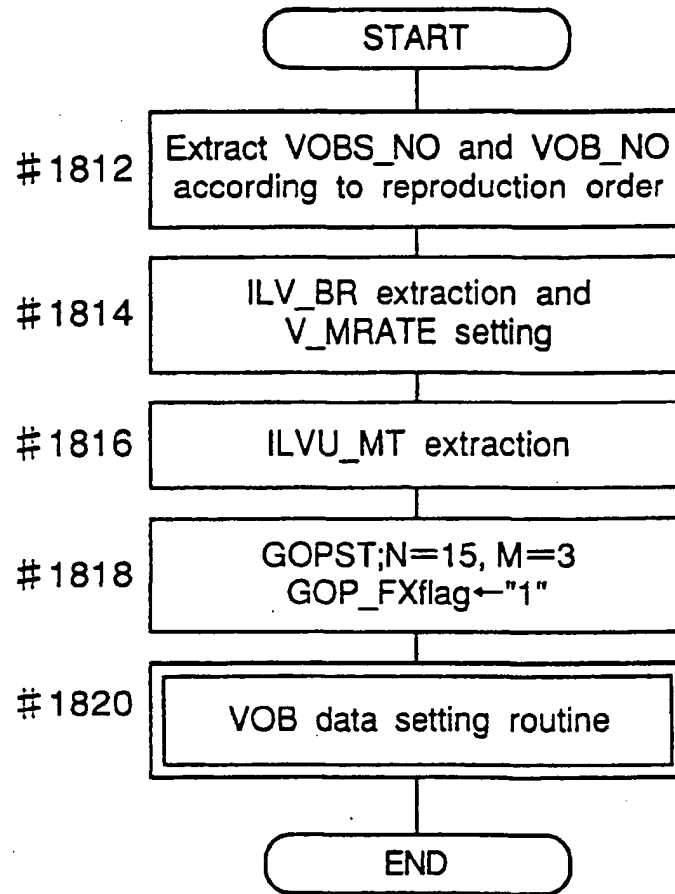 START
#1812
Extract VOBS_NO and VOB_NO
according to reproduction order
#1814
ILV_BR extraction and
V_MRATE setting
#1816
ILVU_MT extraction
#1818
GOPST;N=15, M=3
GOP_FXflag←"1"
#1820
VOB data setting routine
END